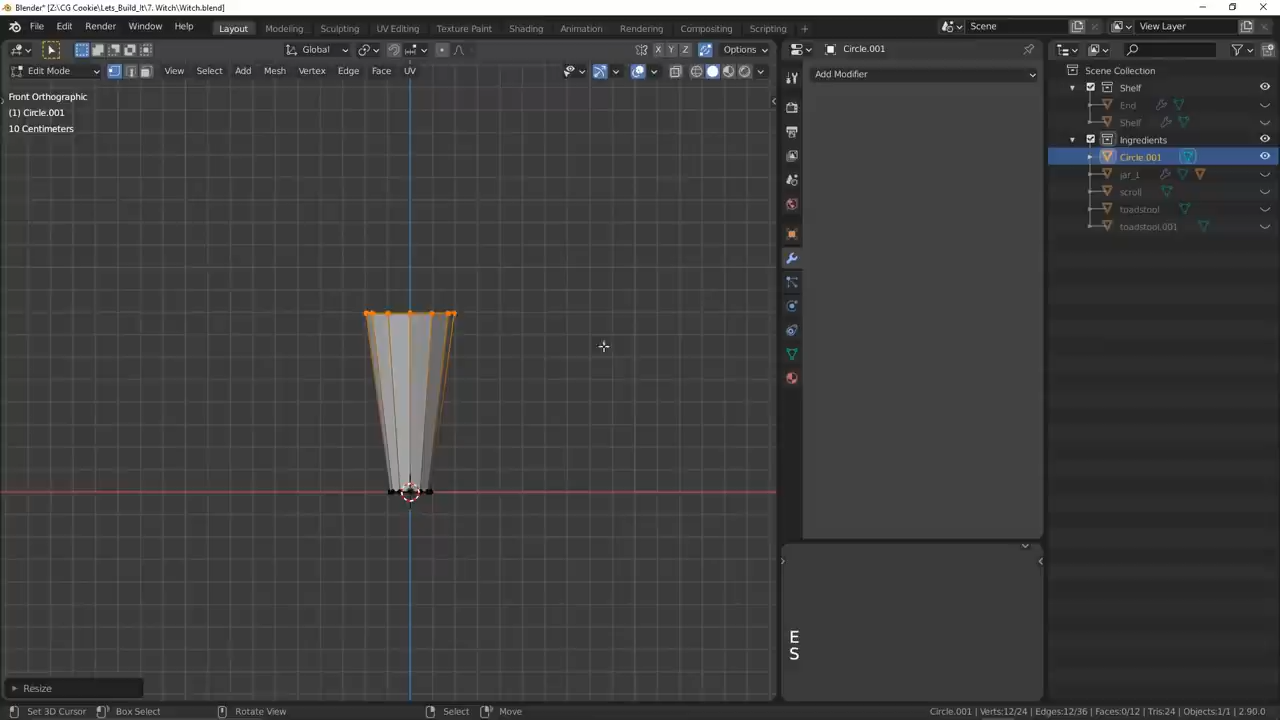 Blender* [Z:\CG Cookie\Lets_Build_It\7. Witch\Witch.blend]
File Edit Render Window Help Layout Modeling Sculpting UV Editing Texture Paint Shading Animation Rendering Compositing Scripting + Scene View Layer
Global X Y Z Options Circle.001
Edit Mode View Select Add Mesh Vertex Edge Face UV
Add Modifier
Scene Collection
Shelf
End
Shelf
Ingredients
Circle.001
jar_1
scroll
toadstool
toadstool.001
Front Orthographic
(1) Circle.001
10 Centimeters
E
S
Resize
Set 3D Cursor Box Select Rotate View Select Move Circle.001 | Verts:12/24 | Edges:12/36 | Faces:0/12 | Tris:24 | Objects:1/1 | 2.90.0